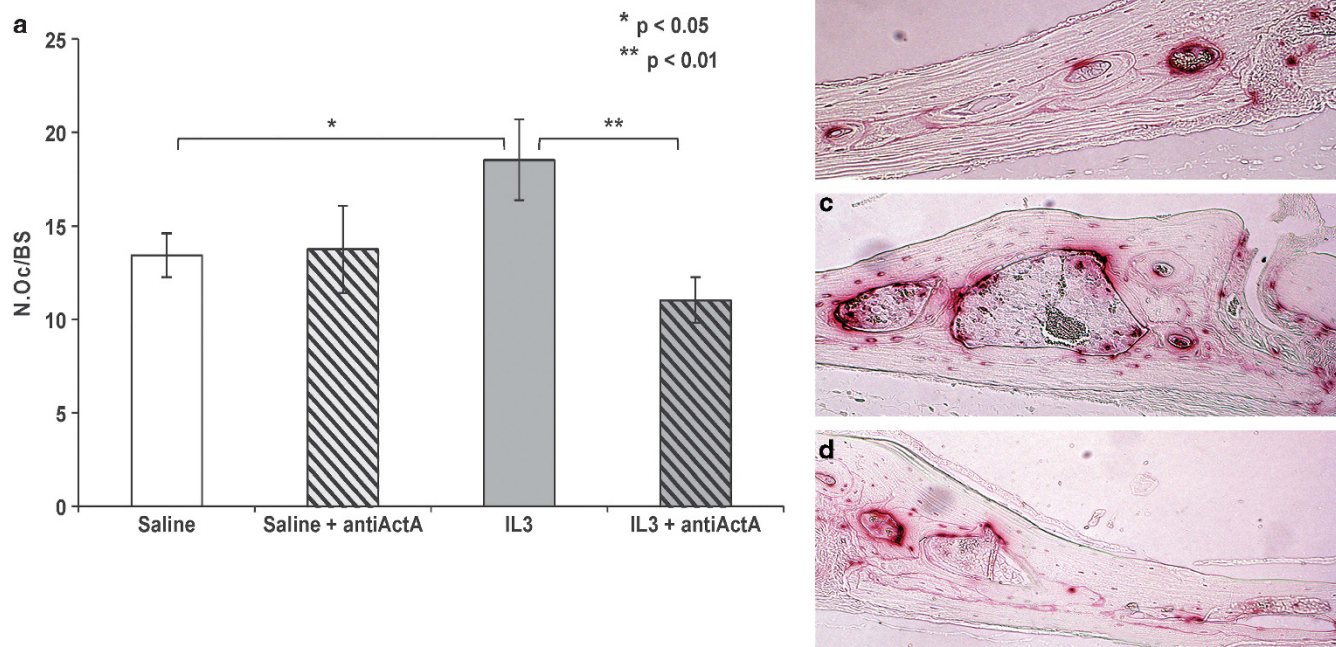 a
* p < 0.05
** p < 0.01
N.Oc/BS
25
20
15
10
5
0
*
**
Saline
Saline + antiActA
IL3
IL3 + antiActA
c
d